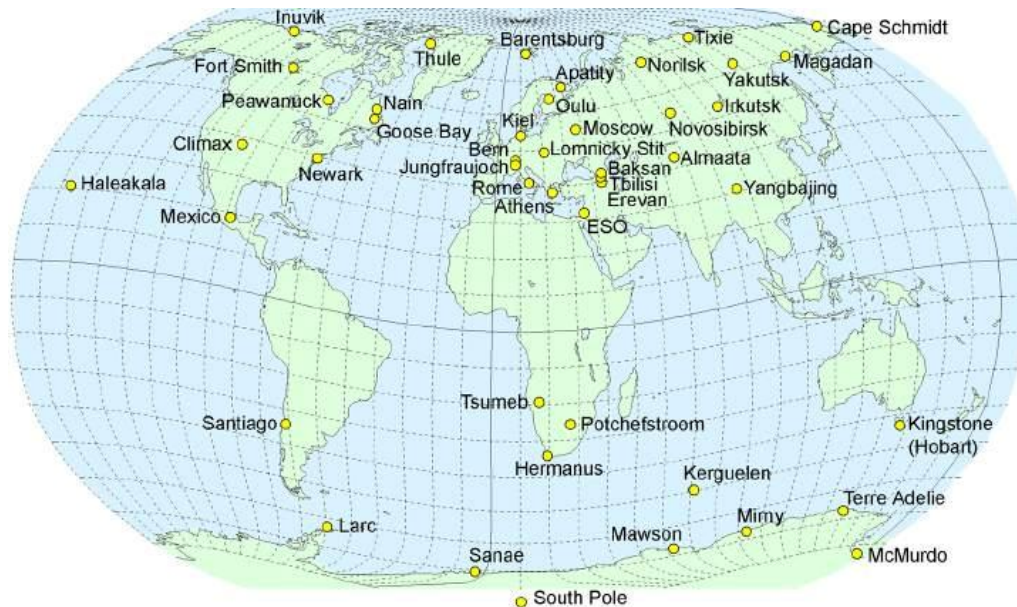 Inuvik
Cape Schmidt
Thule
Barentsburg
Tixie
Fort Smith
Norilsk
Yakutsk
Magadan
Apatity
Peawanuck
Nain
Oulu
Irkutsk
Goose Bay
Kiel
Moscow
Novosibirsk
Climax
Bern
Lomnicky Stit
Newark
Jungfraujoch
Baksan
Almaata
Haleakala
Rome
Tbilisi
Yangbajing
Athens
Erevan
Mexico
ESO
Tsumeb
Santiago
Potchefstroom
Kingstone
(Hobart)
Hermanus
Kerguelen
Terre Adelie
Larc
Mawson
Mirny
Sanae
McMurdo
South Pole